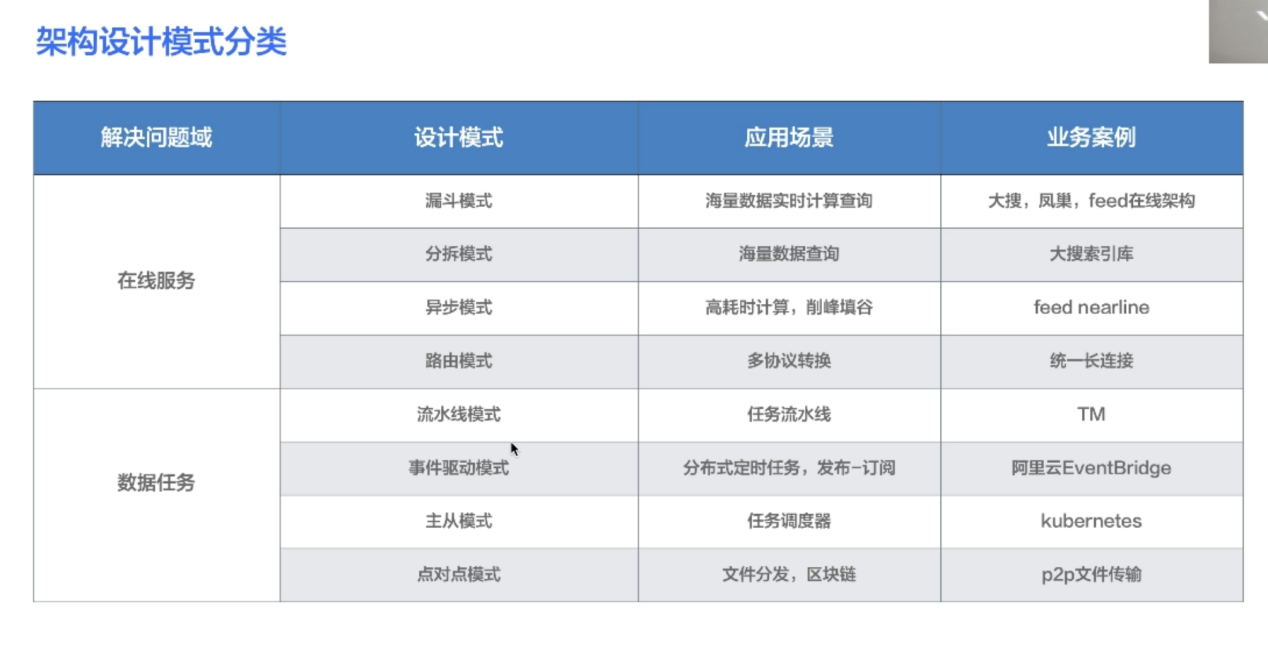 架构设计模式分类
解决问题域 设计模式 应用场景 业务案例
在线服务
漏斗模式 海量数据实时计算查询 大搜，凤巢，feed在线架构
分拆模式 海量数据查询 大搜索引库
异步模式 高耗时计算，削峰填谷 feed nearline
路由模式 多协议转换 统一长连接
数据任务
流水线模式 任务流水线 TM
事件驱动模式 分布式定时任务，发布-订阅 阿里云EventBridge
主从模式 任务调度器 kubernetes
点对点模式 文件分发，区块链 p2p文件传输